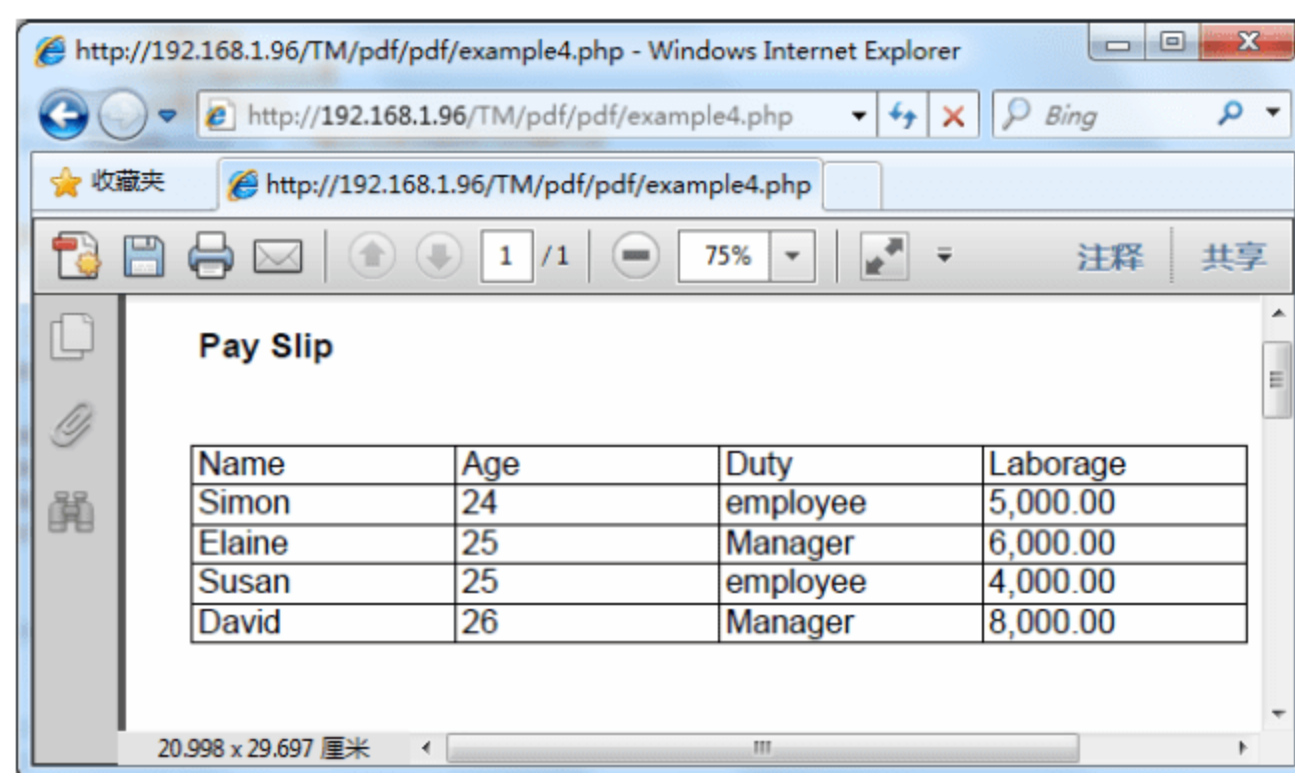 http://192.168.1.96/TM/pdf/pdf/example4.php - Windows Internet Explorer
http://192.168.1.96/TM/pdf/pdf/example4.php Bing
收藏夹 http://192.168.1.96/TM/pdf/pdf/example4.php
1 / 1 75% 注释 共享
Pay Slip
Name Age Duty Laborage
Simon 24 employee 5,000.00
Elaine 25 Manager 6,000.00
Susan 25 employee 4,000.00
David 26 Manager 8,000.00
20.998 x 29.697 厘米